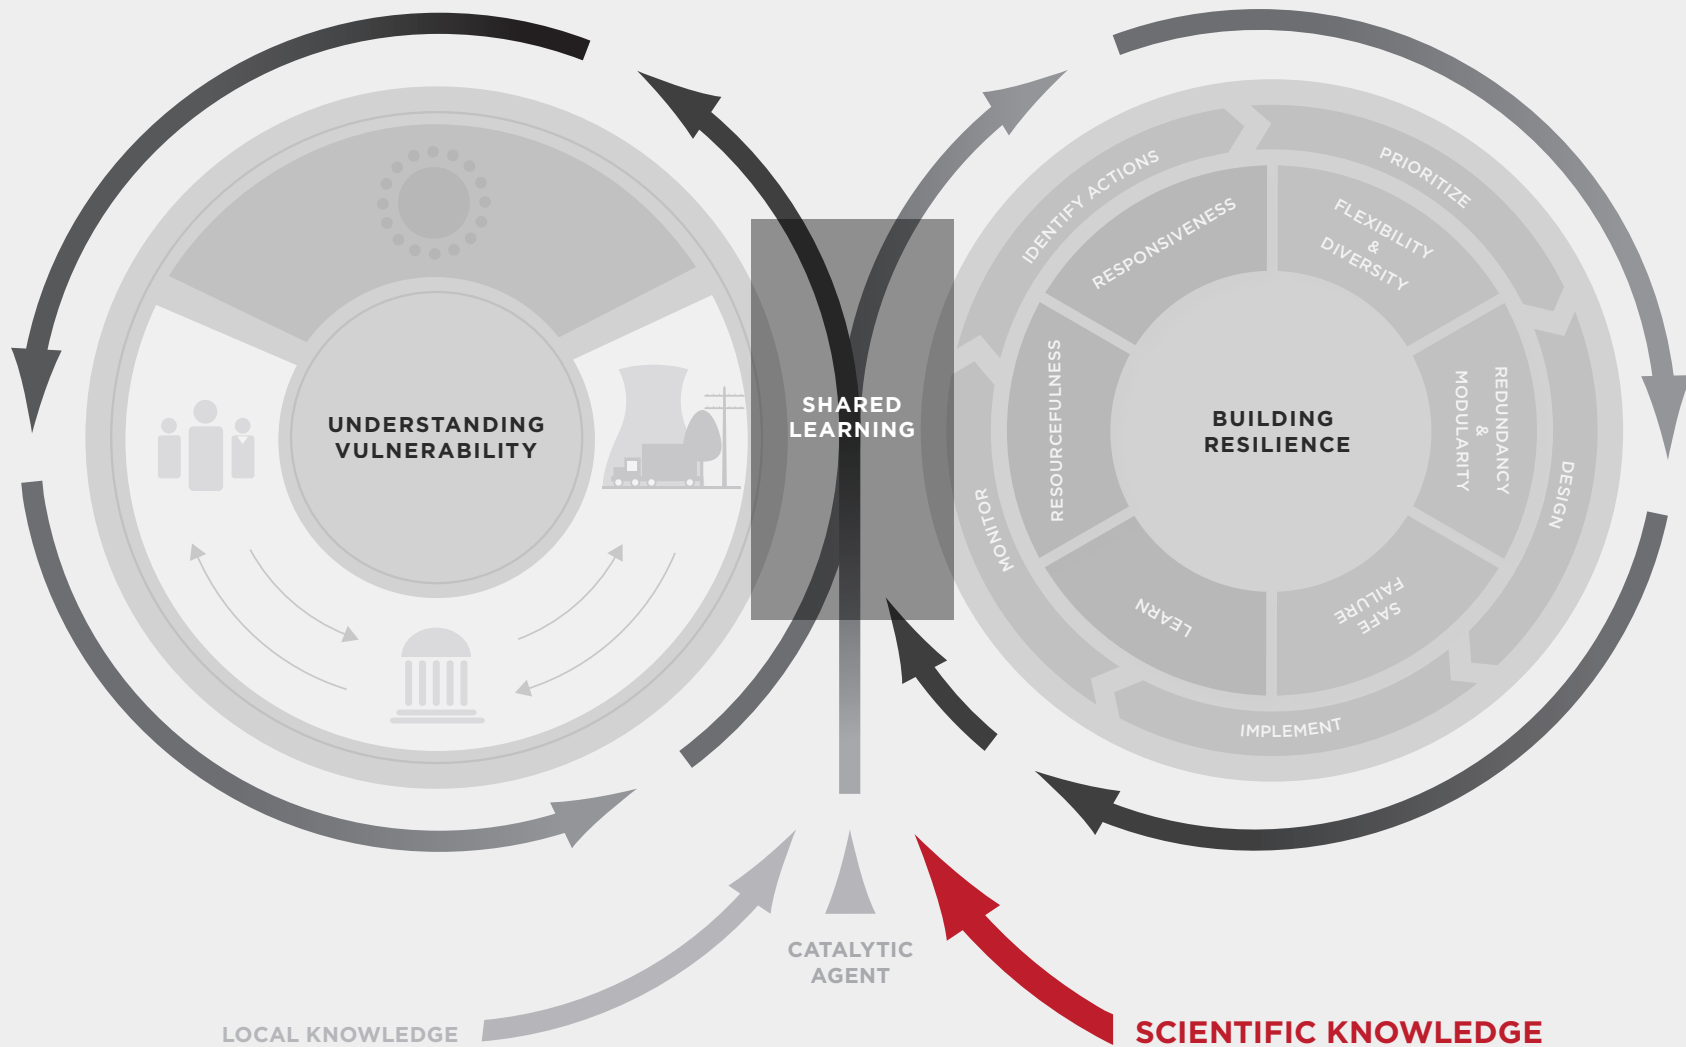 UNDERSTANDING
VULNERABILITY
SHARED
LEARNING
BUILDING
RESILIENCE
IDENTIFY ACTIONS
PRIORITIZE
DESIGN
IMPLEMENT
MONITOR
RESPONSIVENESS
FLEXIBILITY
&
DIVERSITY
REDUNDANCY
&
MODULARITY
SAFE
FAILURE
LEARN
RESOURCEFULNESS
CATALYTIC
AGENT
LOCAL KNOWLEDGE
SCIENTIFIC KNOWLEDGE